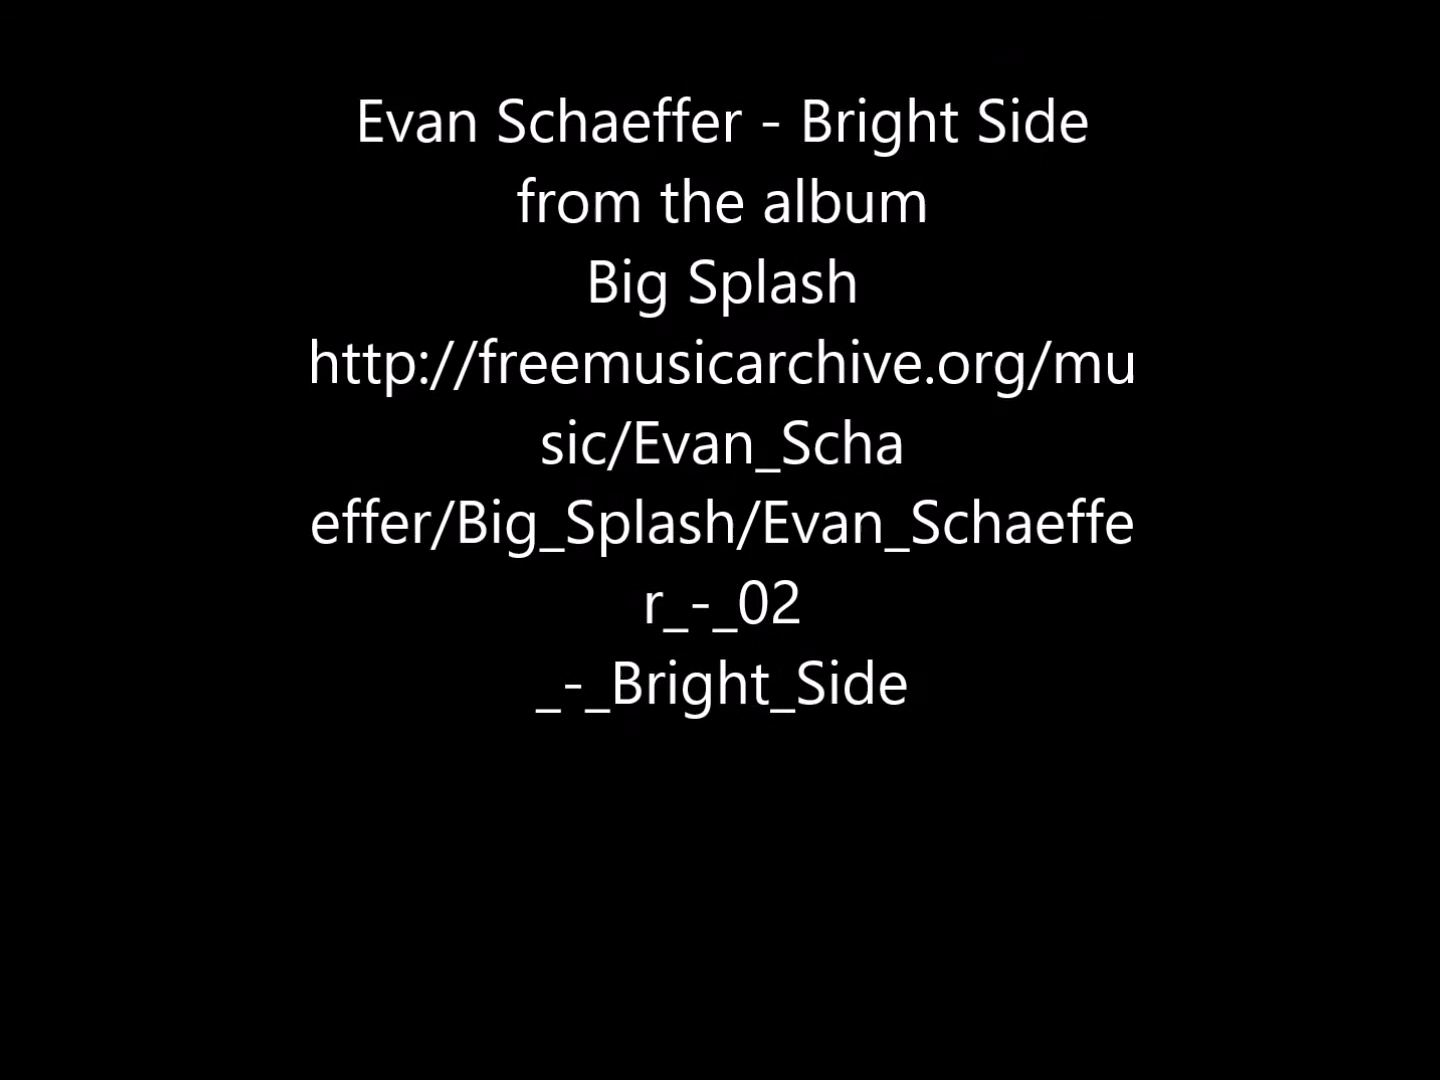 Evan Schaeffer - Bright Side
from the album
Big Splash
http://freemusicarchive.org/mu
sic/Evan_Scha
effer/Big_Splash/Evan_Schaeffe
r_-_02
_-_Bright_Side